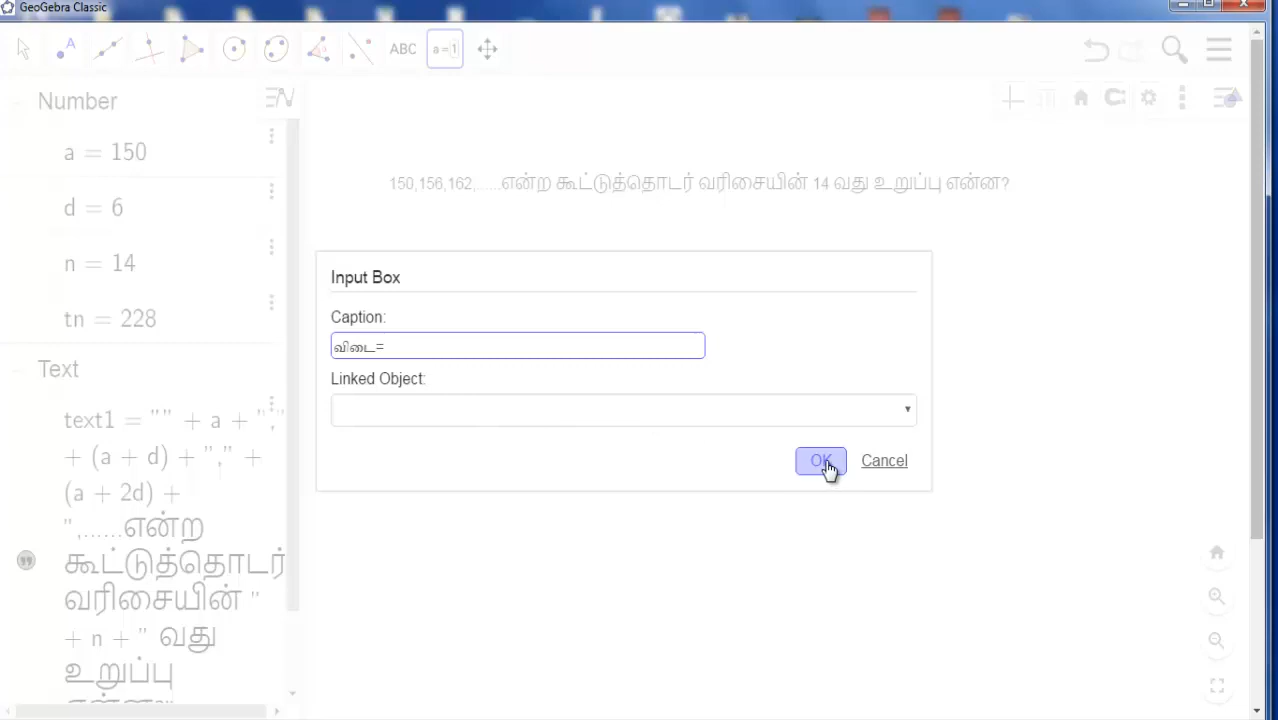 GeoGebra Classic
ABC
a=1
Number
a = 150
d = 6
n = 14
tn = 228
Text
text1 = "" + a + ","
+ (a + d) + "," +
(a + 2d) +
",......என்ற
கூட்டுத்தொடர்
வரிசையின் "
+ n + " வது
உறுப்பு
என்ன?"
150,156,162,......என்ற கூட்டுத்தொடர் வரிசையின் 14 வது உறுப்பு என்ன?
Input Box
Caption:
விடை=
Linked Object:
OK
Cancel